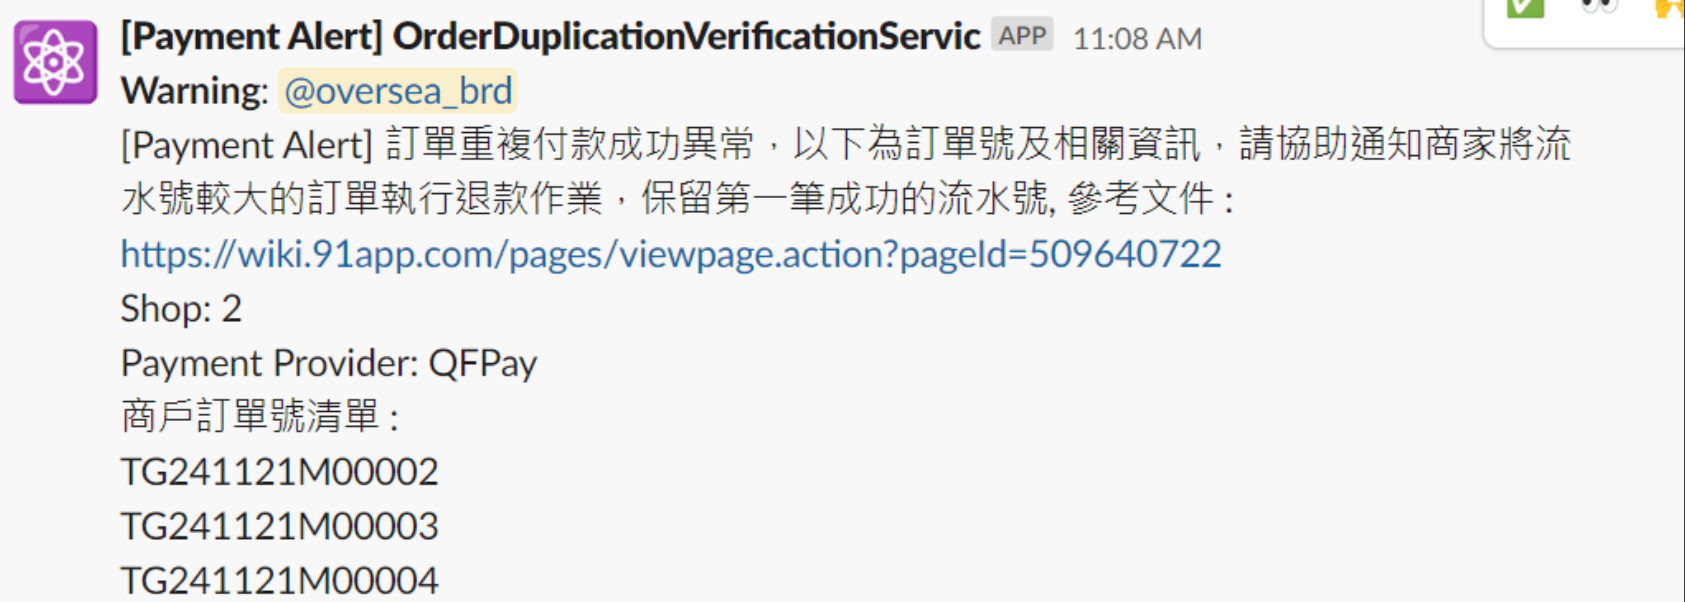 [Payment Alert] OrderDuplicationVerificationServic APP 11:08 AM
Warning: @oversea_brd
[Payment Alert] 訂單重複付款成功異常，以下為訂單號及相關資訊，請協助通知商家將流
水號較大的訂單執行退款作業，保留第一筆成功的流水號, 參考文件 :
https://wiki.91app.com/pages/viewpage.action?pageId=509640722
Shop: 2
Payment Provider: QFPay
商戶訂單號清單 :
TG241121M00002
TG241121M00003
TG241121M00004